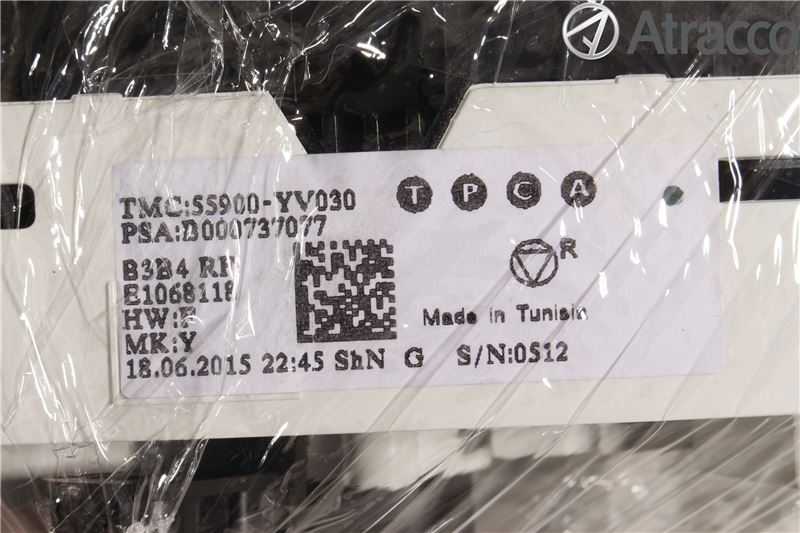 Atracco
TMC:55900-YV030
T P C A
PSA:B000737077
B3B4
E1068118
R
HW:
MK:Y
Made in Tunisia
18.06.2015 22:45 ShN G S/N:0512